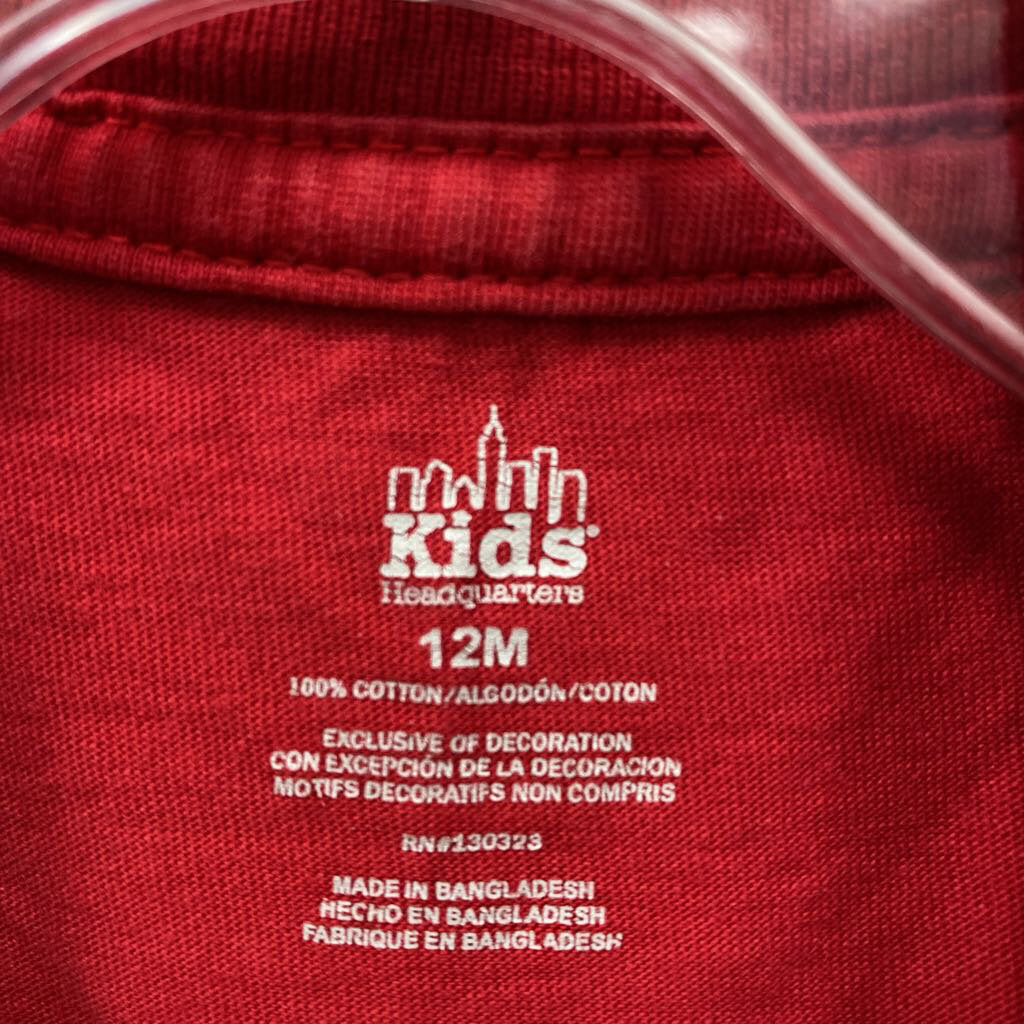 Kids
Headquarters
12M
100% COTTON/ALGODÓN/COTON
EXCLUSIVE OF DECORATION
CON EXCEPCIÓN DE LA DECORACION
MOTIFS DECORATIFS NON COMPRIS
RN#130323
MADE IN BANGLADESH
HECHO EN BANGLADESH
FABRIQUE EN BANGLADESH